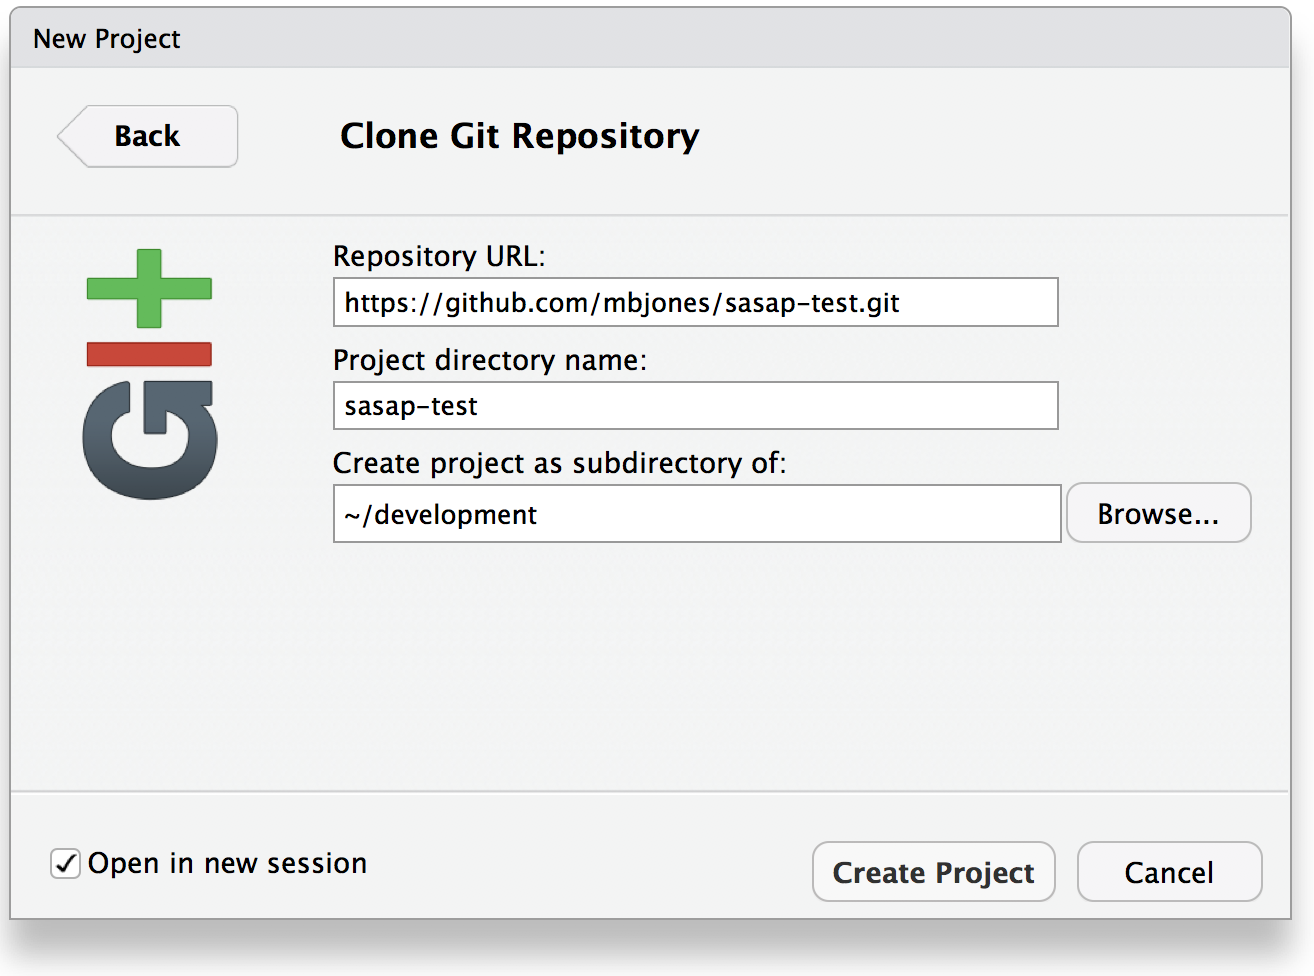 New Project
Back
Clone Git Repository
Repository URL:
https://github.com/mbjones/sasap-test.git
Project directory name:
sasap-test
Create project as subdirectory of:
~/development
Browse...
Git
Open in new session
Create Project
Cancel